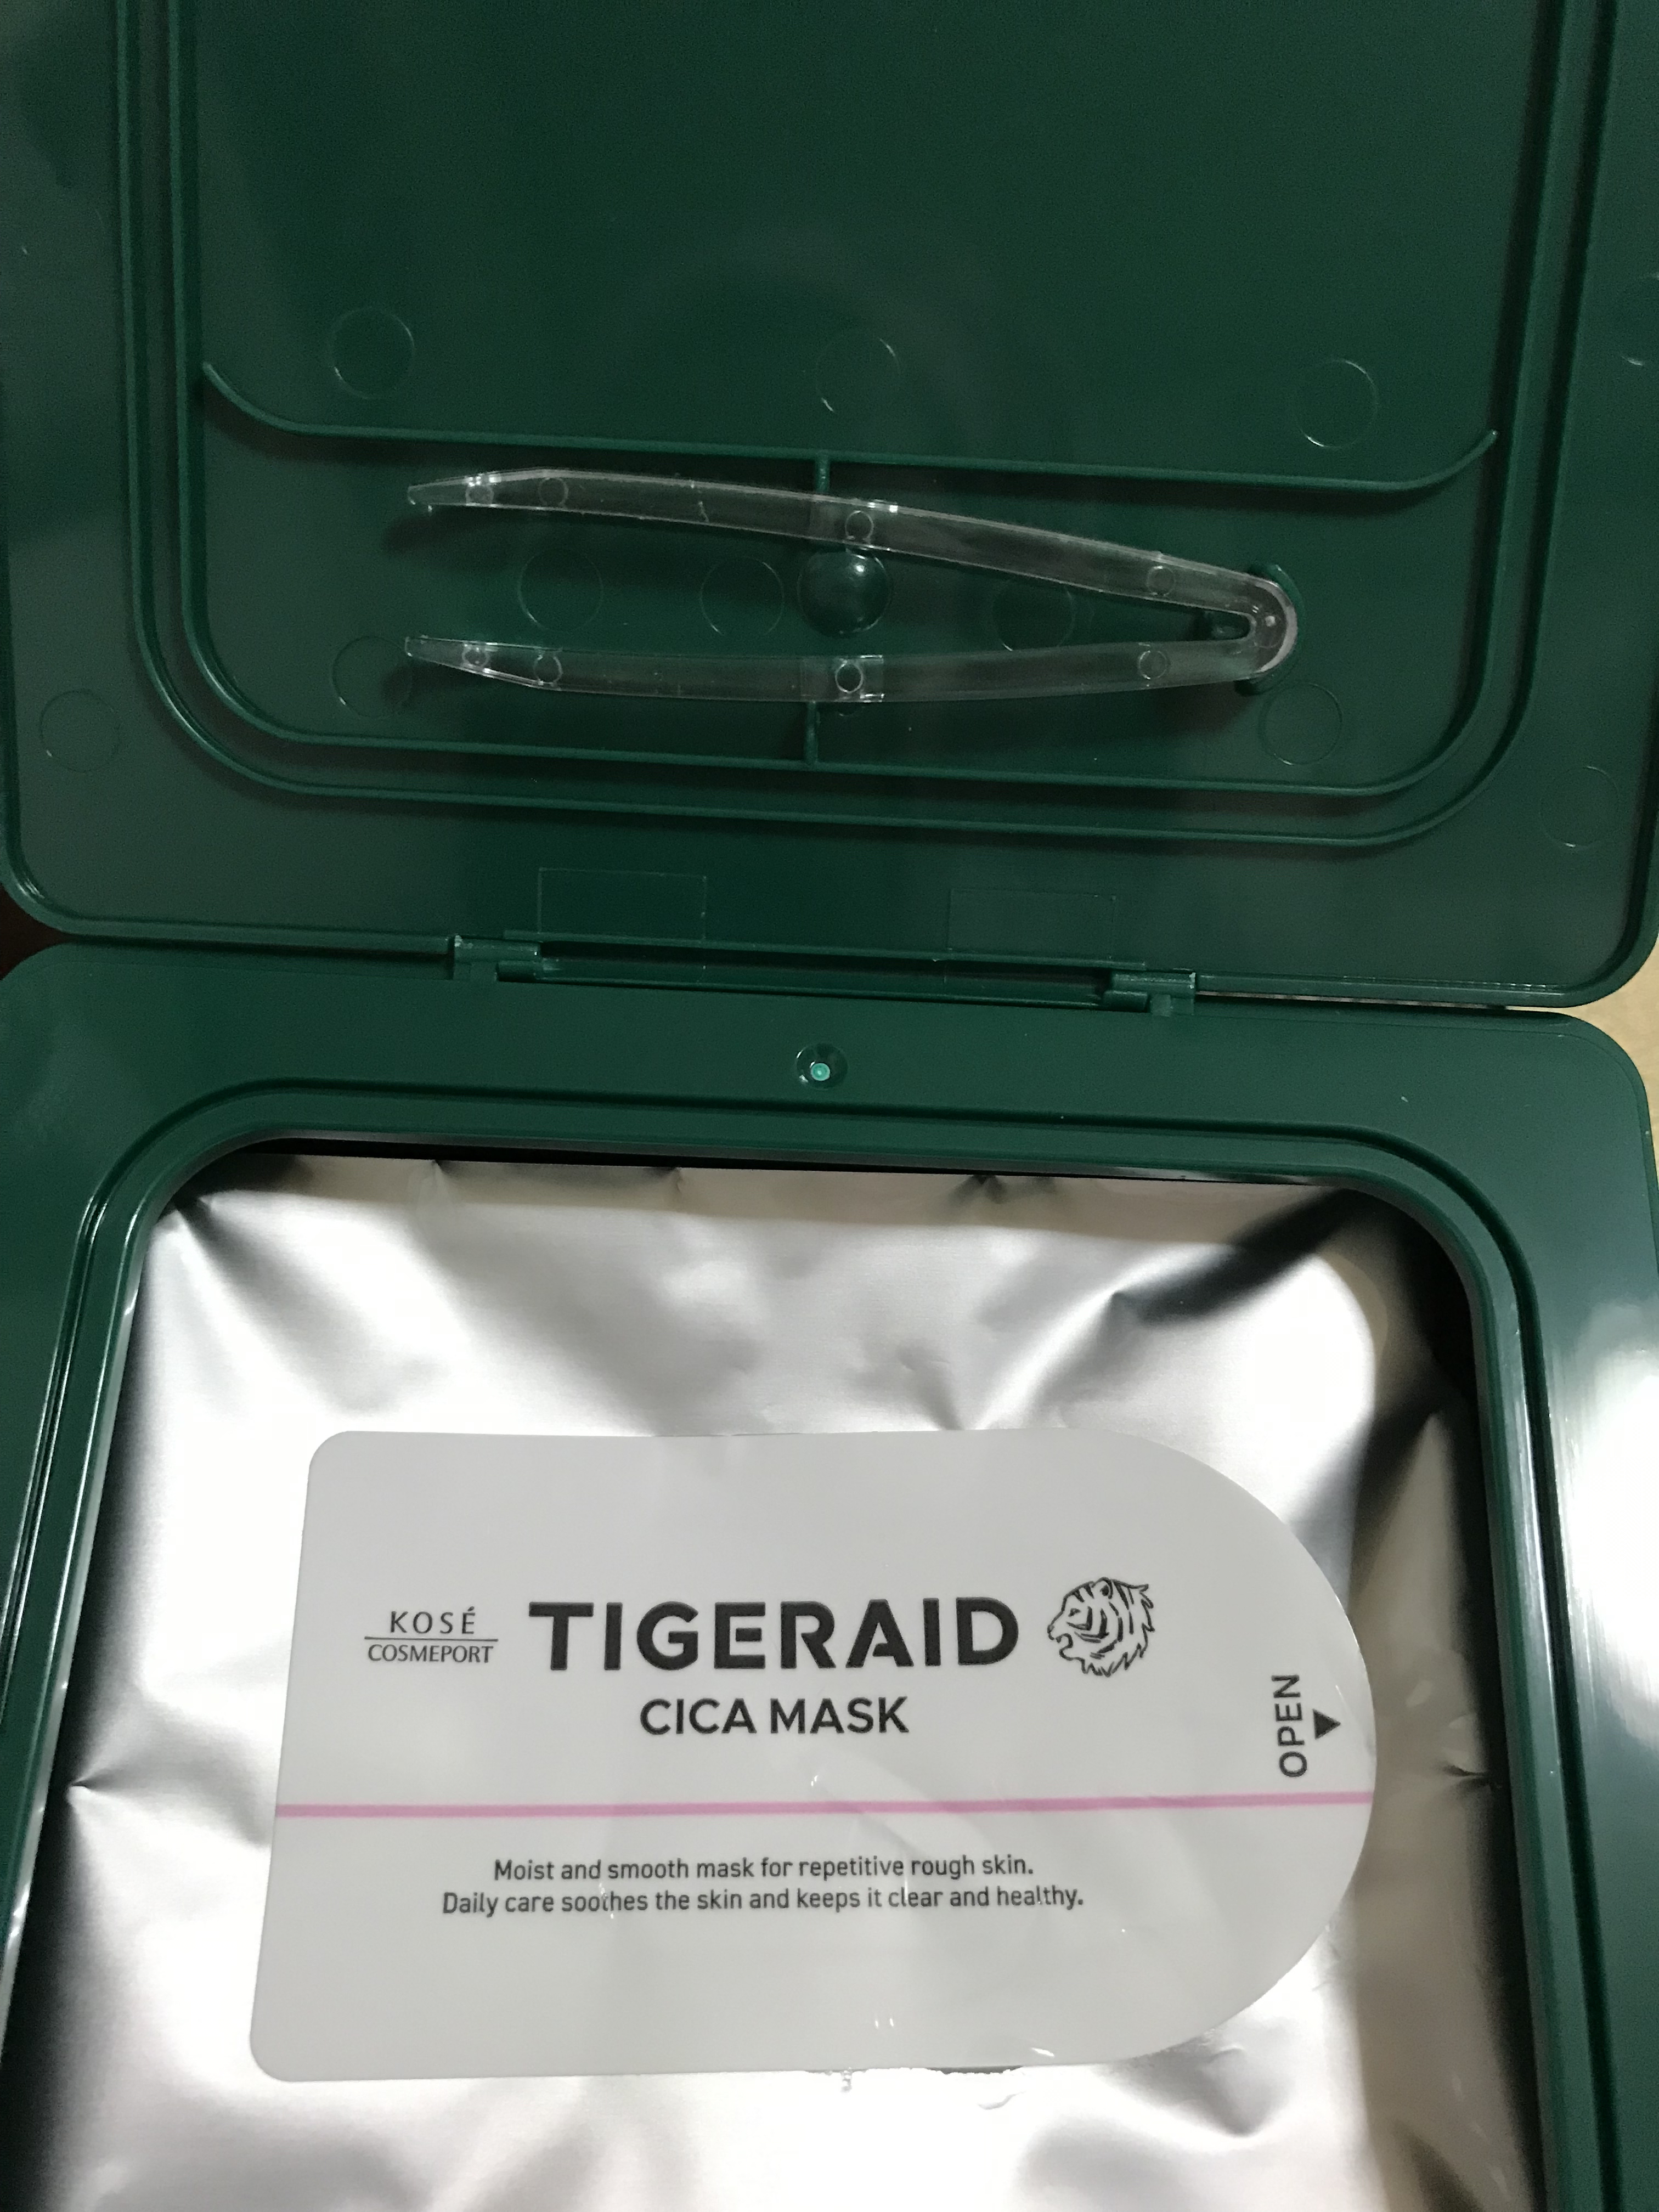 KOSÉ
COSMEPORT
TIGERAID
CICA MASK
OPEN
Moist and smooth mask for repetitive rough skin.
Daily care soothes the skin and keeps it clear and healthy.